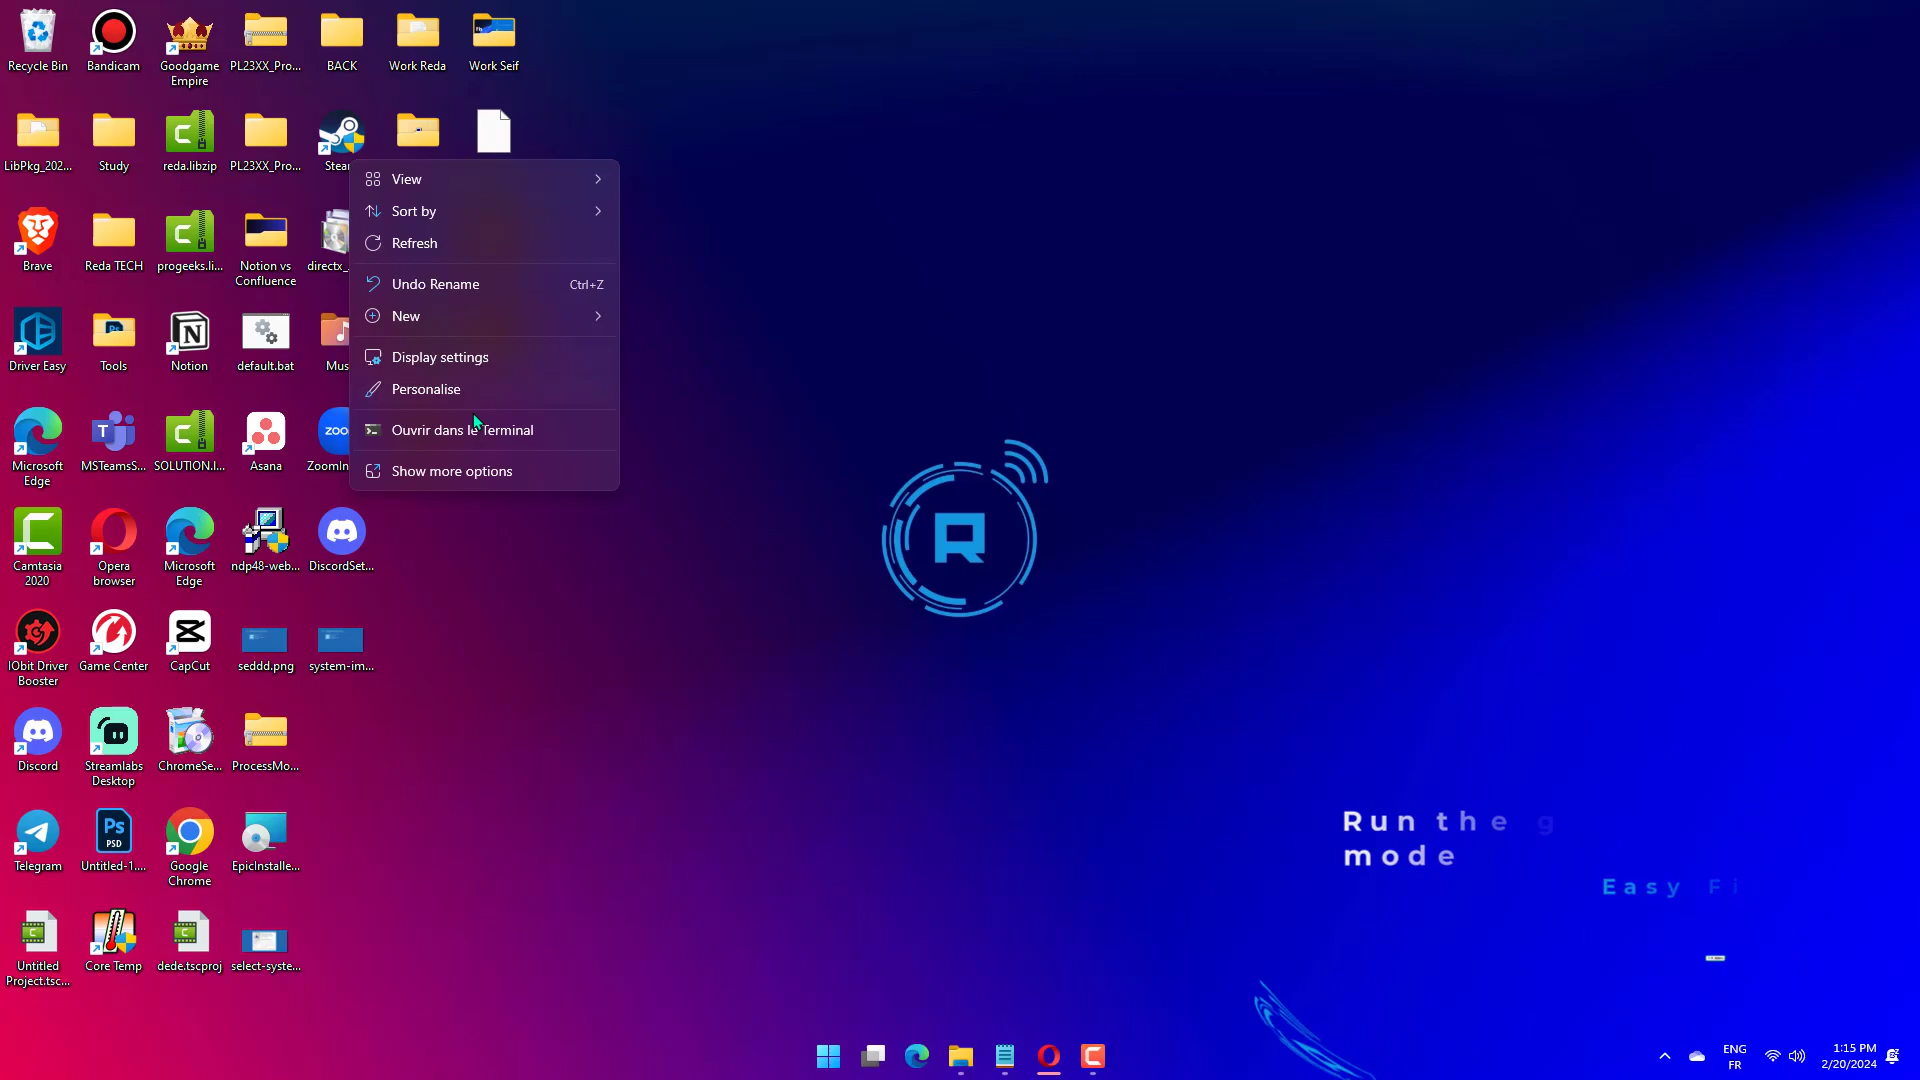 Recycle Bin
Bandicam
Goodgame
Empire
PL23XX_Pro...
BACK
Work Reda
Work Seif
LibPkg_202...
Study
reda.libzip
PL23XX_Pro...
Brave
Reda TECH
progeeks.li...
Notion vs
Confluence
Driver Easy
Tools
Notion
default.bat
Microsoft
Edge
MSTeamsS...
SOLUTION.l...
Asana
Camtasia
2020
Opera
browser
Microsoft
Edge
ndp48-web...
DiscordSet...
IObit Driver
Booster
Game Center
CapCut
seddd.png
system-im...
Discord
Streamlabs
Desktop
ChromeSe...
ProcessMo...
Telegram
Untitled-1....
Google
Chrome
EpicInstalle...
Untitled
Project.tsc...
Core Temp
dede.tscproj
select-syste...
View
Sort by
Refresh
Undo Rename Ctrl+Z
New
Display settings
Personalise
Ouvrir dans le Terminal
Show more options
Run the g
mode
Easy Fi
ENG
FR
1:15 PM
2/20/2024